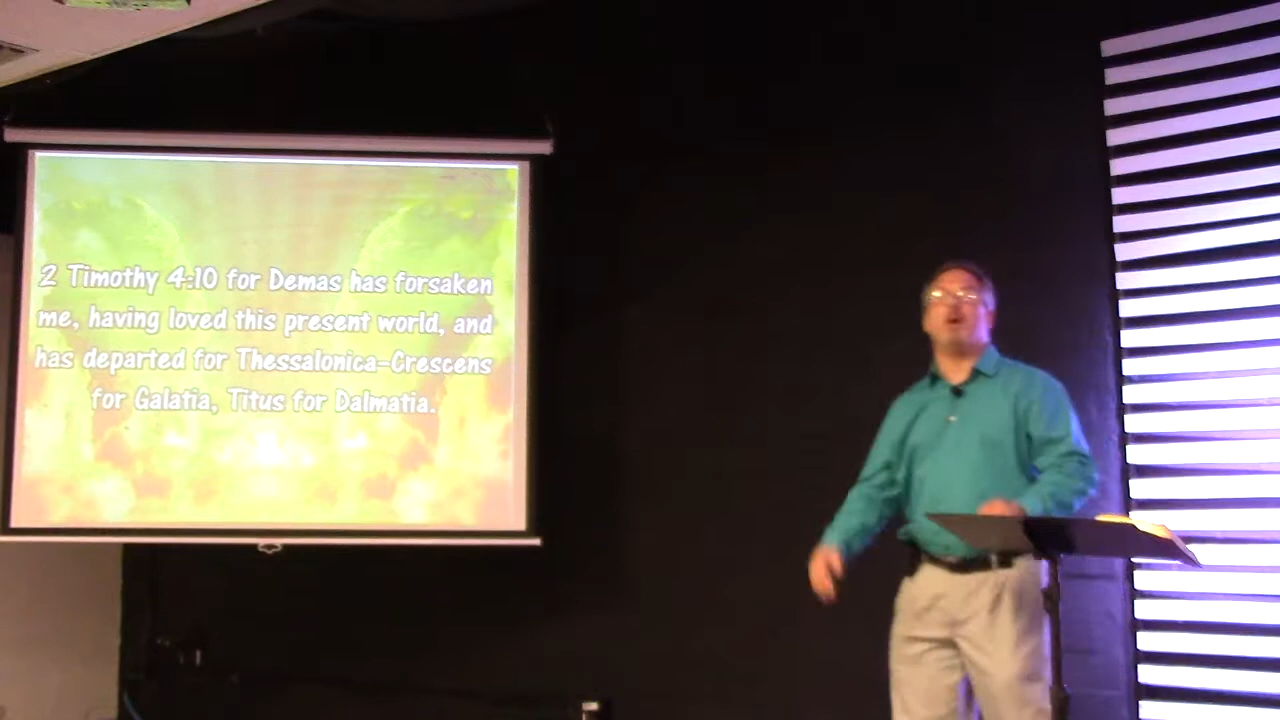 2 Timothy 4:10 for Demas has forsaken
me, having loved this present world, and
has departed for Thessalonica-Crescens
for Galatia, Titus for Dalmatia.